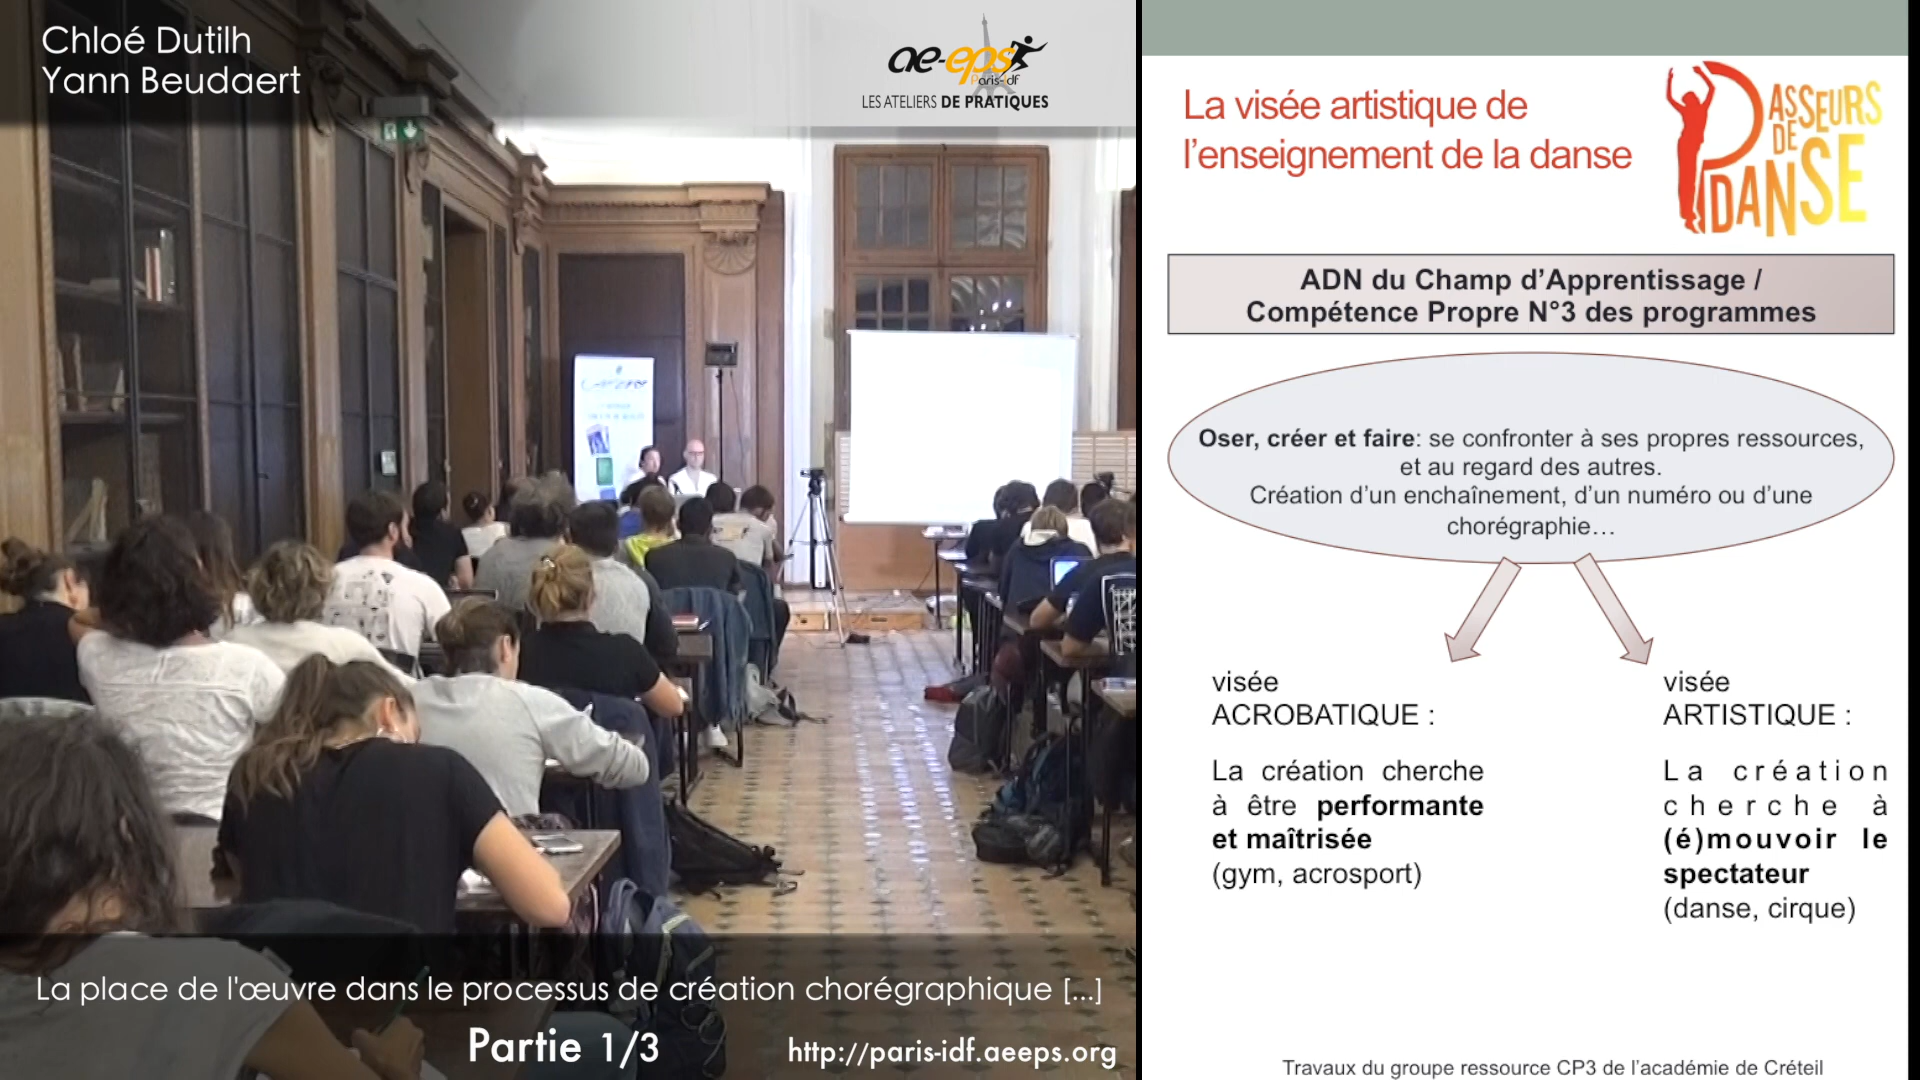 Chloé Dutilh
Yann Beudaert
ae-eps
Paris-idf
LES ATELIERS DE PRATIQUES
La place de l'œuvre dans le processus de création chorégraphique [...]
Partie 1/3
http://paris-idf.aeeps.org
La visée artistique de
l’enseignement de la danse
PASSEURS
DE
DANSE
ADN du Champ d’Apprentissage /
Compétence Propre N°3 des programmes
Oser, créer et faire: se confronter à ses propres ressources,
et au regard des autres.
Création d’un enchaînement, d’un numéro ou d’une
chorégraphie…
visée
ACROBATIQUE :
La création cherche
à être performante
et maîtrisée
(gym, acrosport)
visée
ARTISTIQUE :
La création
cherche à
(é)mouvoir le
spectateur
(danse, cirque)
Travaux du groupe ressource CP3 de l’académie de Créteil